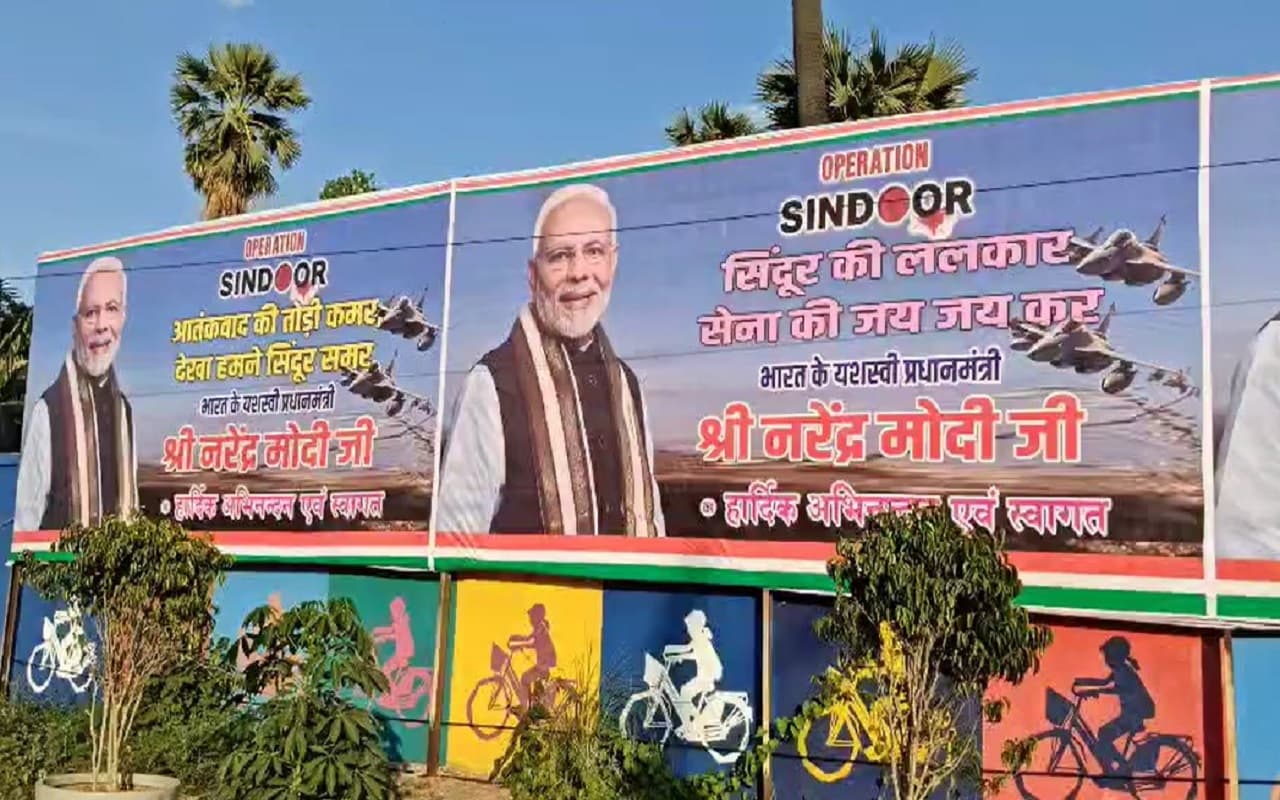 OPERATION
SINDOOR
आतंकवाद की तोड़ी कमर
देखा हमने सिंदूर समर
भारत के यशस्वी प्रधानमंत्री
श्री नरेंद्र मोदी जी
हार्दिक अभिनन्दन एवं स्वागत
OPERATION
SINDOOR
सिंदूर की ललकार
सेना की जय जय कर
भारत के यशस्वी प्रधानमंत्री
श्री नरेंद्र मोदी जी
का हार्दिक अभिनन्दन एवं स्वागत